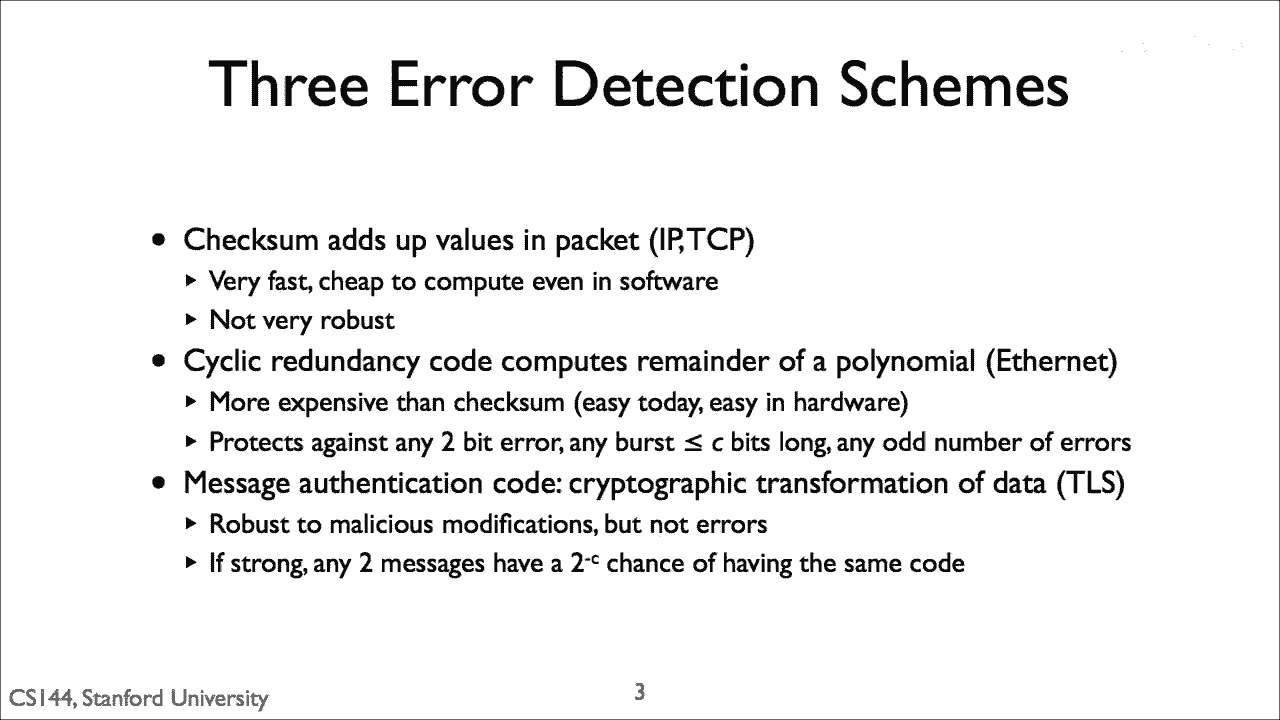 Three Error Detection Schemes
• Checksum adds up values in packet (IP, TCP)
‣ Very fast, cheap to compute even in software
‣ Not very robust
• Cyclic redundancy code computes remainder of a polynomial (Ethernet)
‣ More expensive than checksum (easy today, easy in hardware)
‣ Protects against any 2 bit error, any burst ≤ c bits long, any odd number of errors
• Message authentication code: cryptographic transformation of data (TLS)
‣ Robust to malicious modifications, but not errors
‣ If strong, any 2 messages have a 2⁻ᶜ chance of having the same code
CS144, Stanford University
3